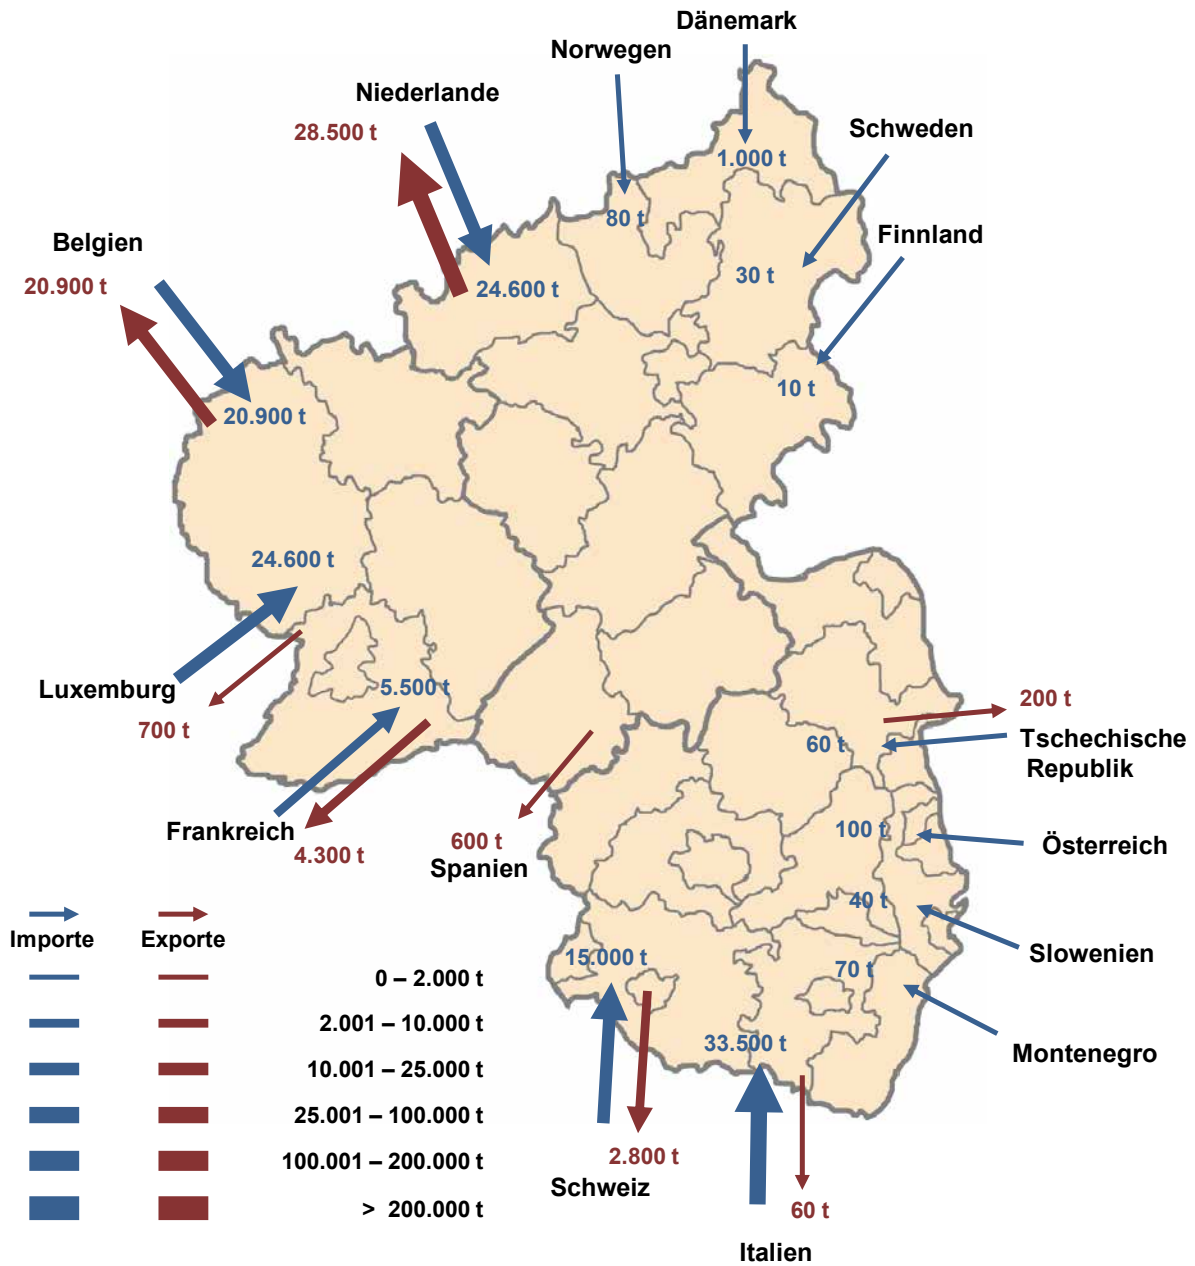 Dänemark
Norwegen
Niederlande
28.500 t
Schweden
1.000 t
80 t
Finnland
Belgien
20.900 t
30 t
24.600 t
10 t
20.900 t
24.600 t
Luxemburg
5.500 t
700 t
200 t
Tschechische
Republik
60 t
Frankreich
4.300 t
600 t
Spanien
100 t
Österreich
40 t
Slowenien
15.000 t
70 t
33.500 t
Montenegro
2.800 t
Schweiz
60 t
Italien
Importe
Exporte
0 – 2.000 t
2.001 – 10.000 t
10.001 – 25.000 t
25.001 – 100.000 t
100.001 – 200.000 t
> 200.000 t